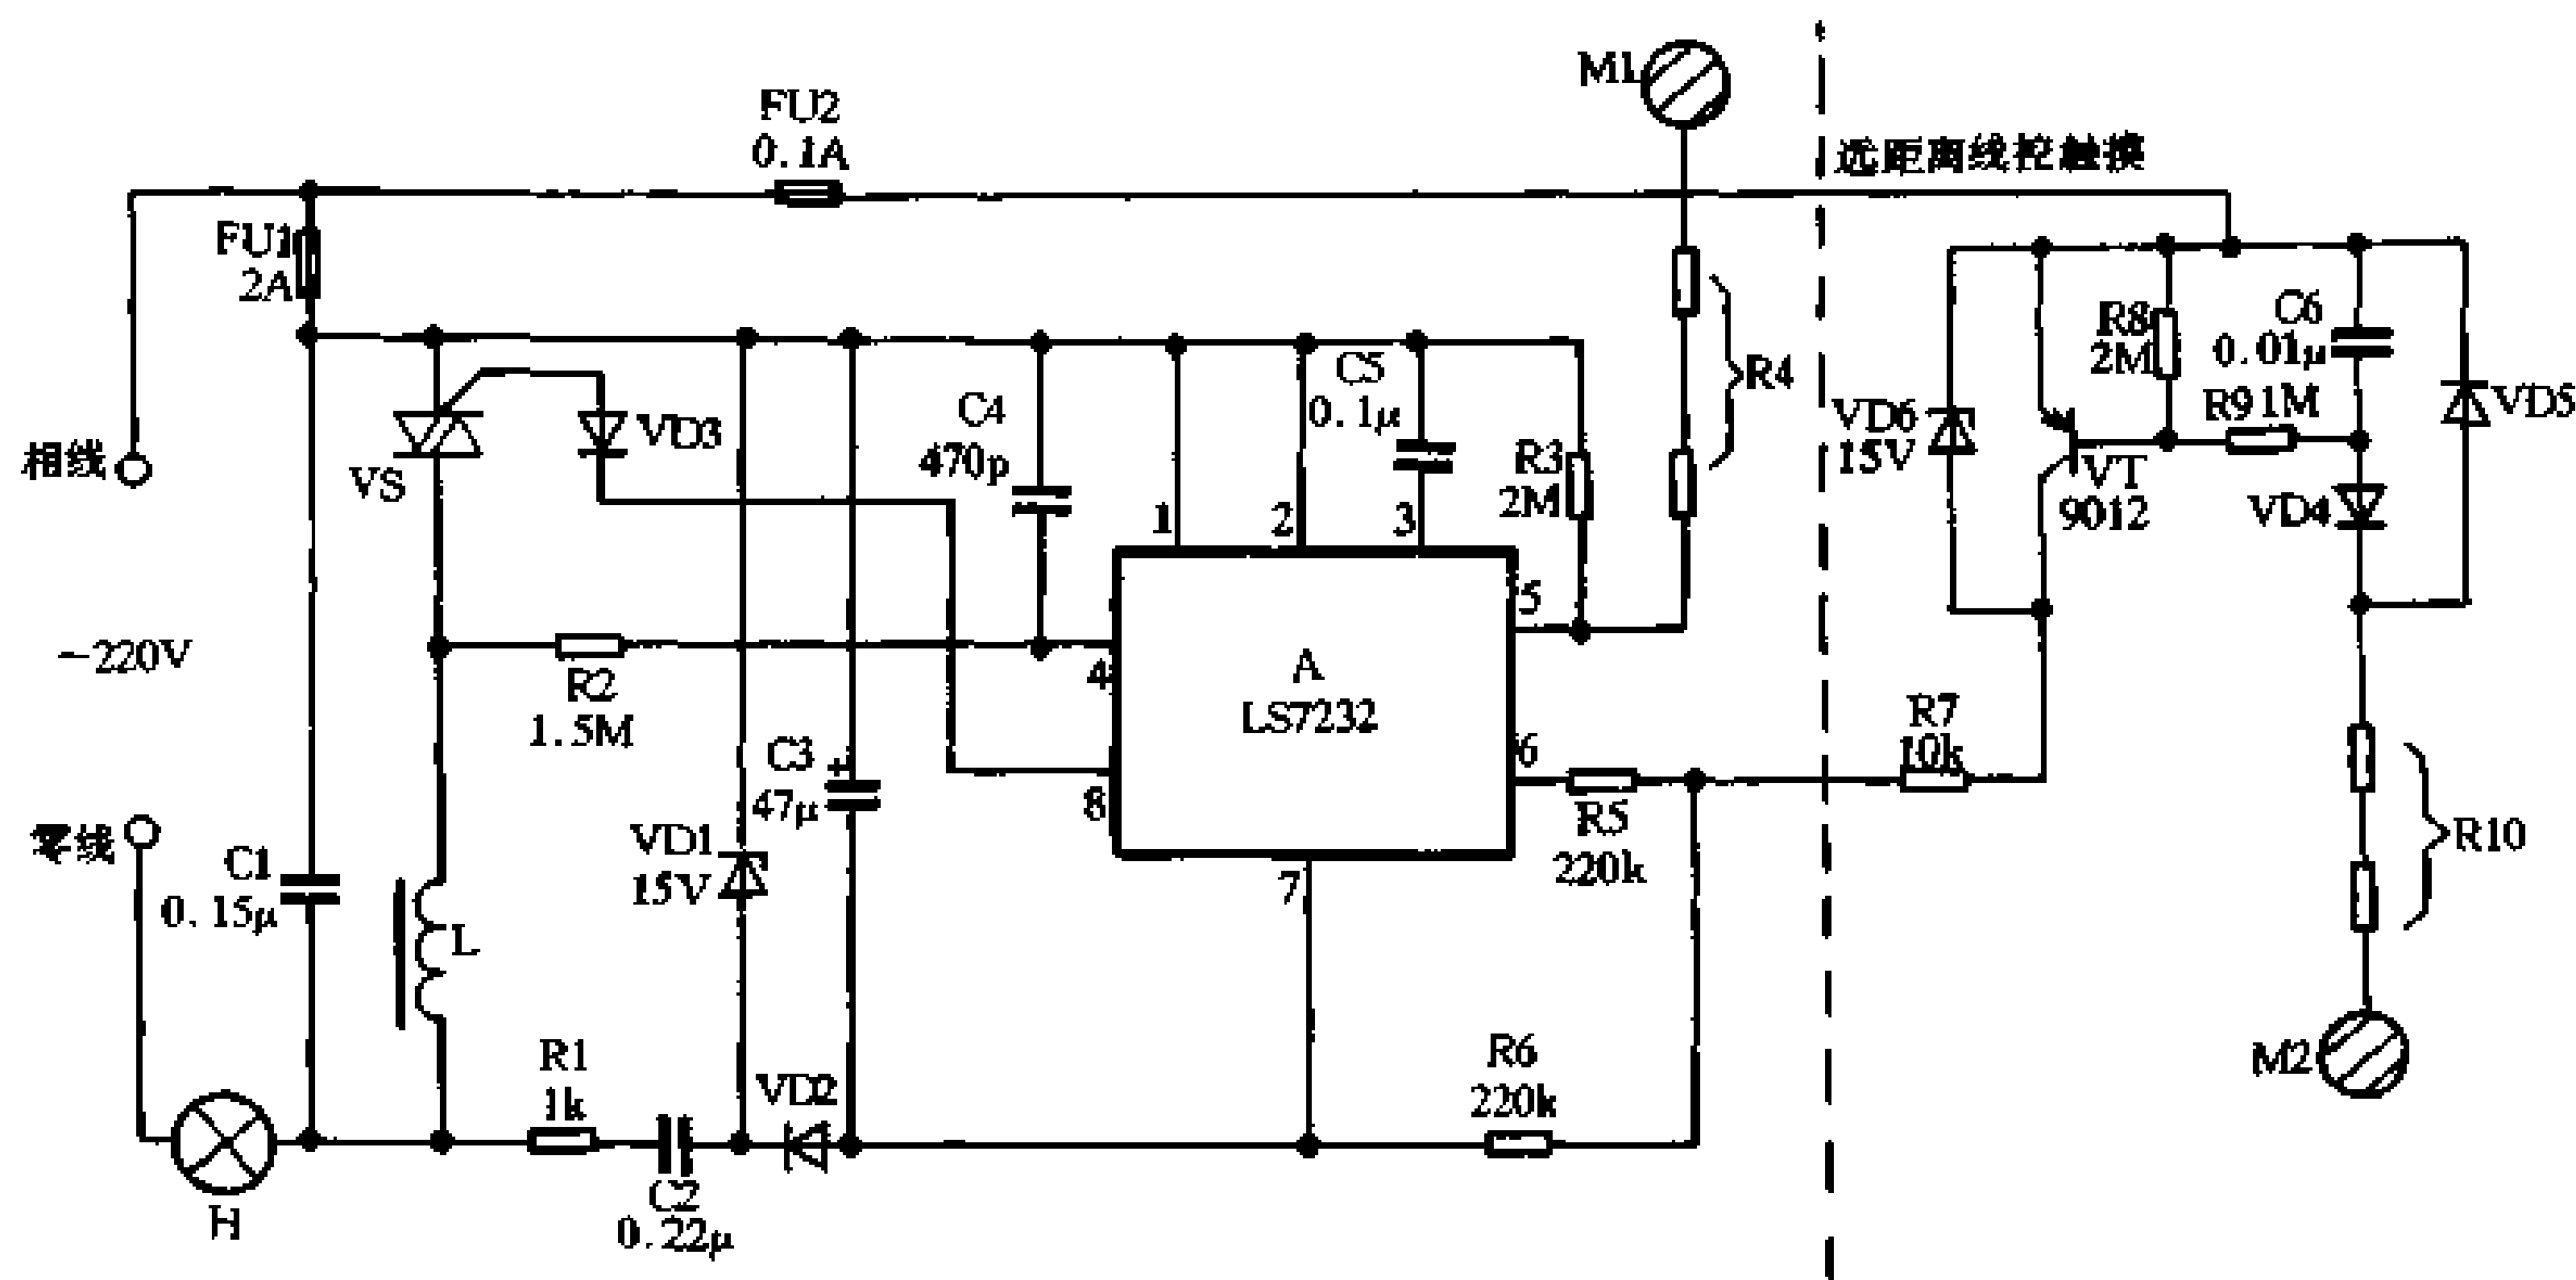 M1
FU2
0.1A
远距离线控触摸
FU1
2A
C6
0.01μ
R8
2M
C5
0.1μ
R4
C4
470p
VD3
VD6
15V
R9 1M
VD5
相线
VS
R3
2M
VT
9012
VD4
1
2
3
5
~220V
R2
1.5M
4
A
LS7232
R7
10k
C3
+
47μ
8
6
R5
220k
零线
C1
0.15μ
VD1
15V
7
R10
L
R1
1k
VD2
R6
220k
M2
H
C2
0.22μ